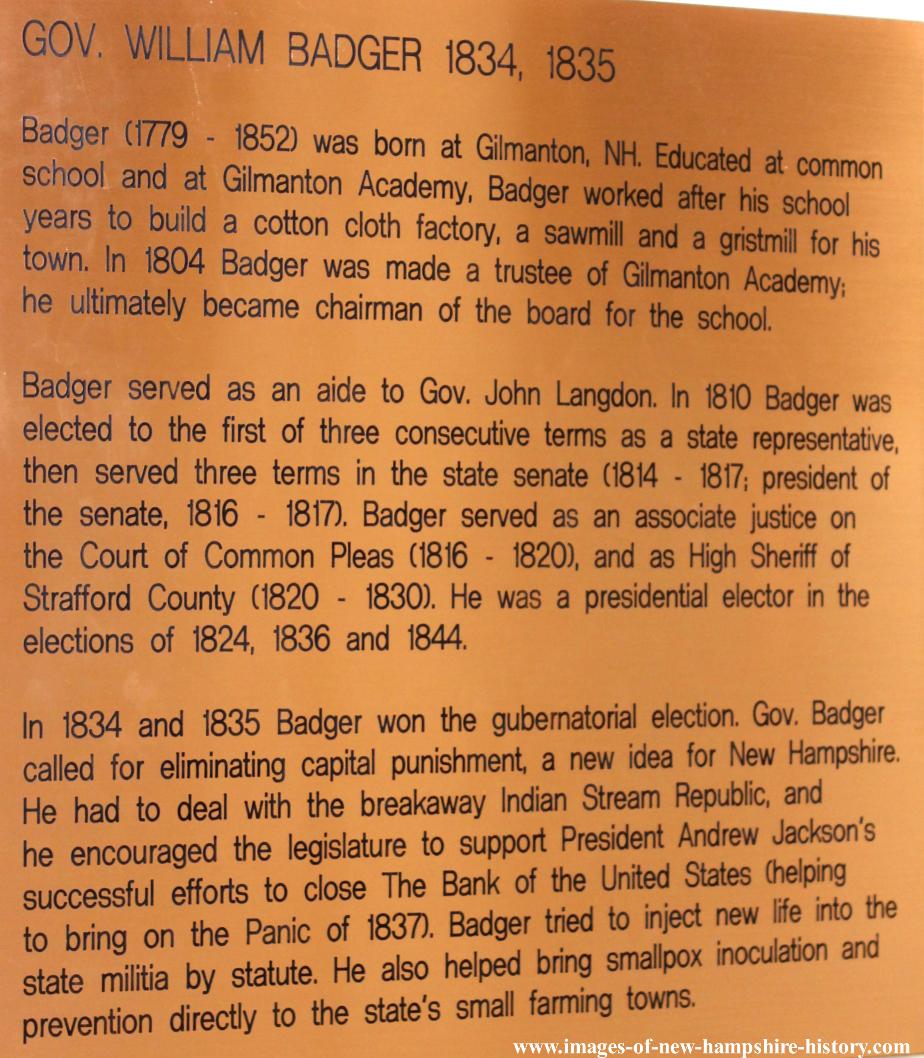 GOV. WILLIAM BADGER 1834, 1835
Badger (1779 - 1852) was born at Gilmanton, NH. Educated at common
school and at Gilmanton Academy, Badger worked after his school
years to build a cotton cloth factory, a sawmill and a gristmill for his
town. In 1804 Badger was made a trustee of Gilmanton Academy;
he ultimately became chairman of the board for the school.
Badger served as an aide to Gov. John Langdon. In 1810 Badger was
elected to the first of three consecutive terms as a state representative,
then served three terms in the state senate (1814 - 1817; president of
the senate, 1816 - 1817). Badger served as an associate justice on
the Court of Common Pleas (1816 - 1820), and as High Sheriff of
Strafford County (1820 - 1830). He was a presidential elector in the
elections of 1824, 1836 and 1844.
In 1834 and 1835 Badger won the gubernatorial election. Gov. Badger
called for eliminating capital punishment, a new idea for New Hampshire.
He had to deal with the breakaway Indian Stream Republic, and
he encouraged the legislature to support President Andrew Jackson's
successful efforts to close The Bank of the United States (helping
to bring on the Panic of 1837). Badger tried to inject new life into the
state militia by statute. He also helped bring smallpox inoculation and
prevention directly to the state's small farming towns.
www.images-of-new-hampshire-history.com